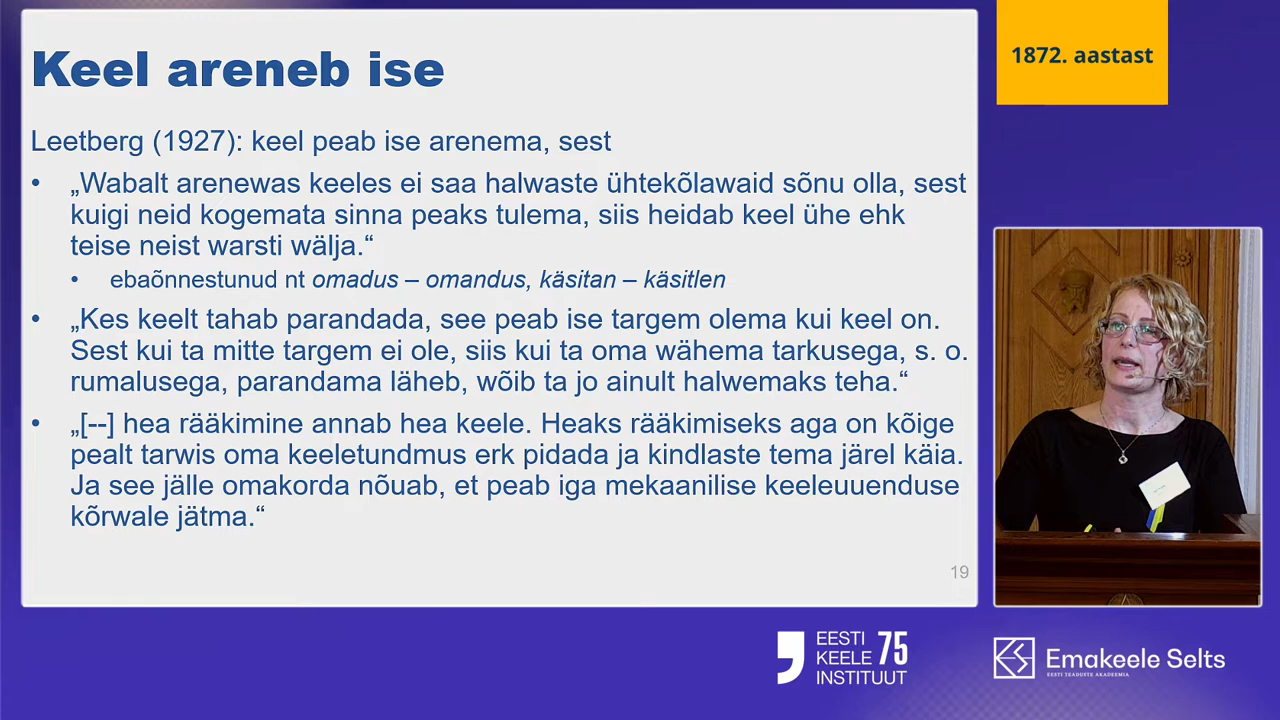 Keel areneb ise
Leetberg (1927): keel peab ise arenema, sest
• „Wabalt arenewas keeles ei saa halwaste ühtekõlawaid sõnu olla, sest
kuigi neid kogemata sinna peaks tulema, siis heidab keel ühe ehk
teise neist warsti wälja.“
• ebaõnnestunud nt omadus – omandus, käsitan – käsitlen
• „Kes keelt tahab parandada, see peab ise targem olema kui keel on.
Sest kui ta mitte targem ei ole, siis kui ta oma wähema tarkusega, s. o.
rumalusega, parandama läheb, wõib ta jo ainult halwemaks teha.“
• „[--] hea rääkimine annab hea keele. Heaks rääkimiseks aga on kõige
pealt tarwis oma keeletundmus erk pidada ja kindlaste tema järel käia.
Ja see jälle omakorda nõuab, et peab iga mekaanilise keeleuuenduse
kõrwale jätma.“
19
1872. aastast
EESTI 75
KEELE
INSTITUUT
Emakeele Selts
EESTI TEADUSTE AKADEEMIA